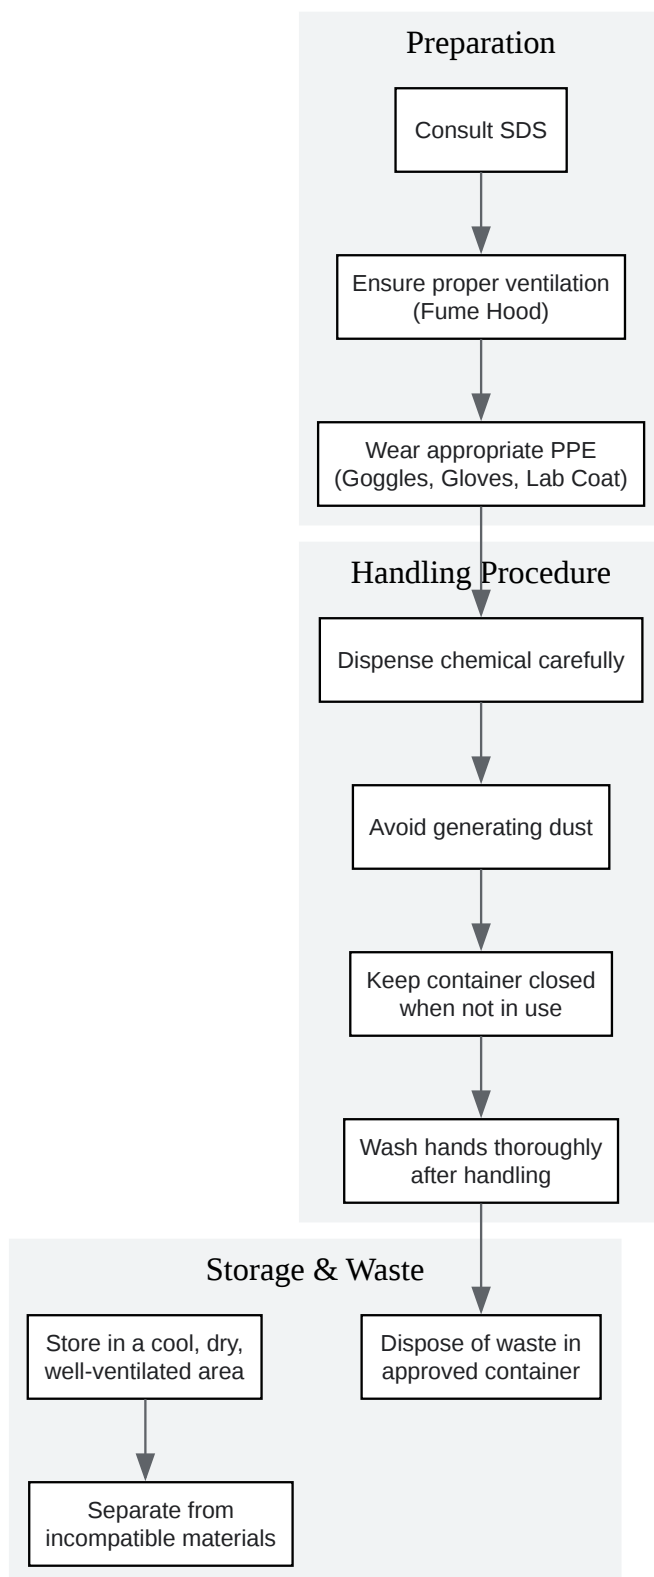 Preparation
Consult SDS
Ensure proper ventilation
(Fume Hood)
Wear appropriate PPE
(Goggles, Gloves, Lab Coat)
Handling Procedure
Dispense chemical carefully
Avoid generating dust
Keep container closed
when not in use
Wash hands thoroughly
after handling
Storage & Waste
Store in a cool, dry,
well-ventilated area
Dispose of waste in
approved container
Separate from
incompatible materials